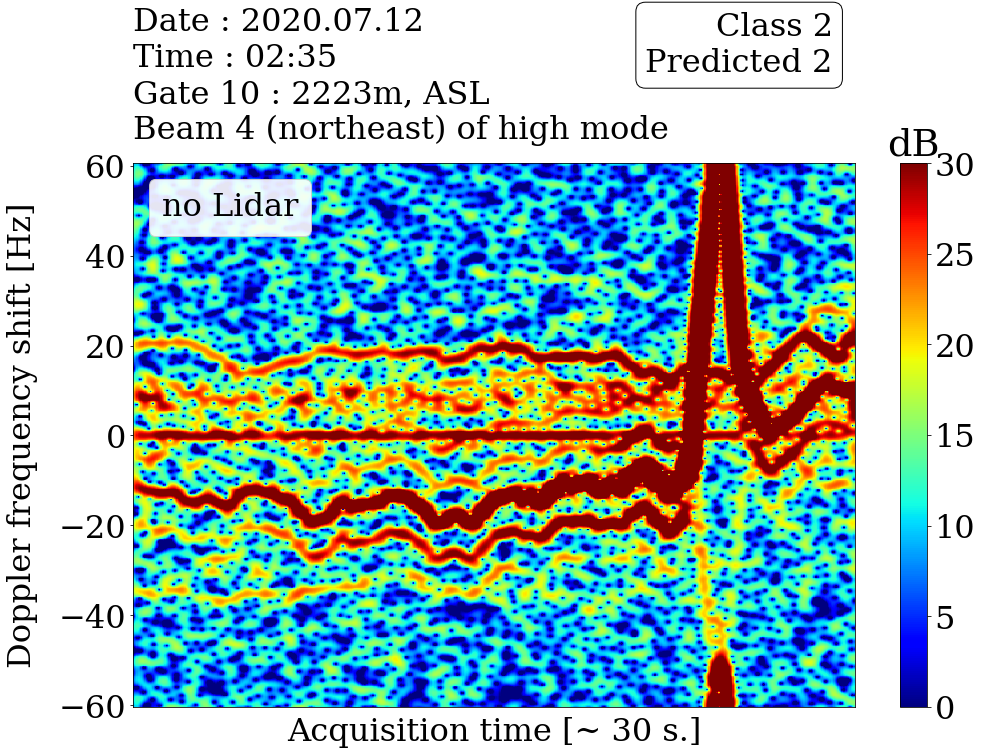 Date : 2020.07.12
Time : 02:35
Gate 10 : 2223m, ASL
Beam 4 (northeast) of high mode
Class 2
Predicted 2
dB
no Lidar
60
40
20
0
−20
−40
−60
Doppler frequency shift [Hz]
Acquisition time [~ 30 s.]
30
25
20
15
10
5
0